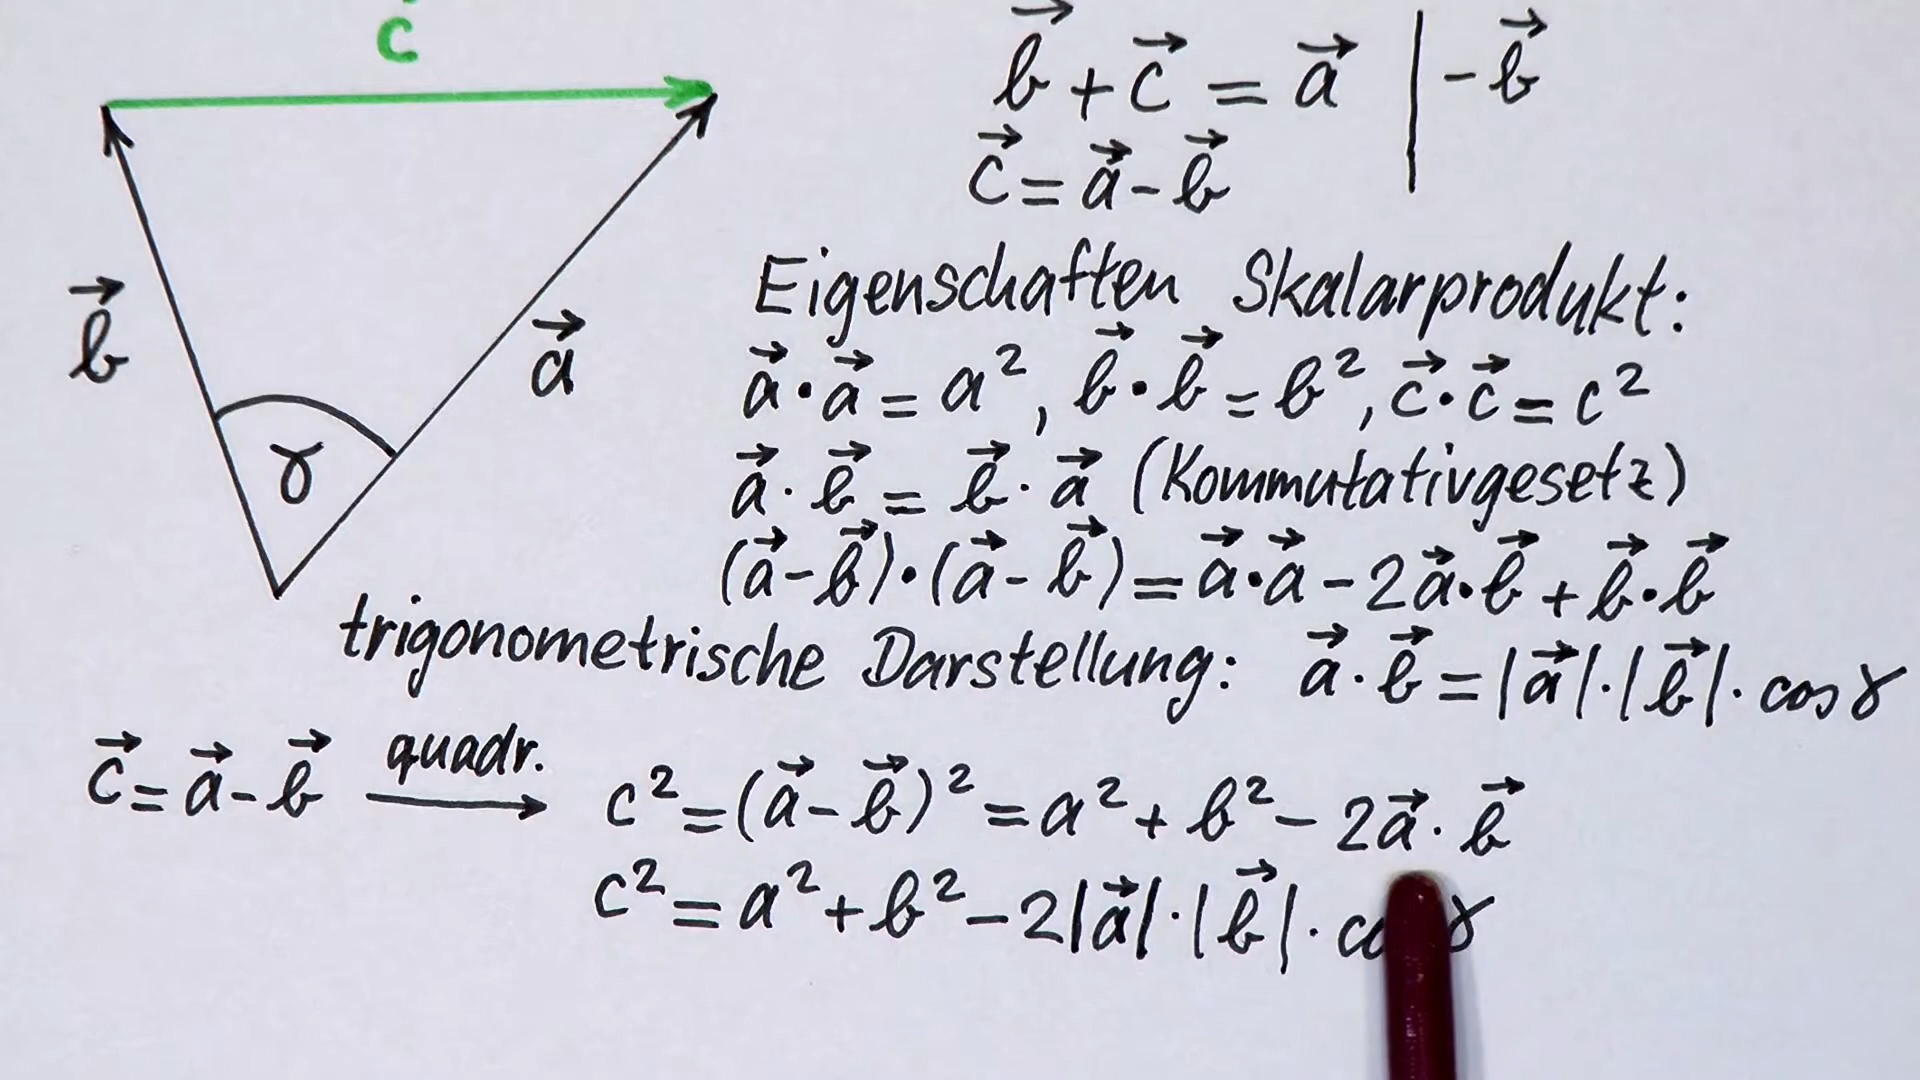 c⃗
b⃗ + c⃗ = a⃗ | - b⃗
c⃗ = a⃗ - b⃗
b⃗
a⃗
γ
Eigenschaften Skalarprodukt:
a⃗ · a⃗ = a², b⃗ · b⃗ = b², c⃗ · c⃗ = c²
a⃗ · b⃗ = b⃗ · a⃗ (Kommutativgesetz)
(a⃗ - b⃗) · (a⃗ - b⃗) = a⃗ · a⃗ - 2a⃗ · b⃗ + b⃗ · b⃗
trigonometrische Darstellung: a⃗ · b⃗ = |a⃗| · |b⃗| · cos γ
c⃗ = a⃗ - b⃗ quadr. → c² = (a⃗ - b⃗)² = a² + b² - 2a⃗ · b⃗
c² = a² + b² - 2|a⃗| · |b⃗| · γ